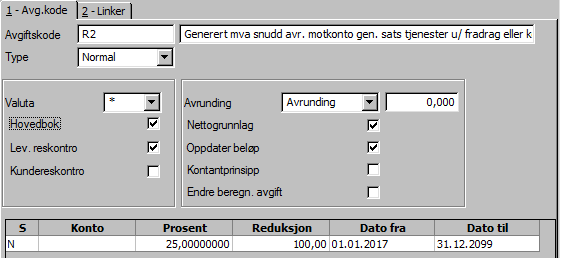 1 - Avg.kode 2 - Linker
Avgiftskode R2 Generert mva snudd avr. motkonto gen. sats tjenester u/ fradrag eller k
Type Normal
Valuta * Avrunding Avrunding 0,000
Hovedbok Nettogrunnlag
Lev. reskontro Oppdater beløp
Kundereskontro Kontantprinsipp
Endre beregn. avgift
S Konto Prosent Reduksjon Dato fra Dato til
N 25,00000000 100,00 01.01.2017 31.12.2099